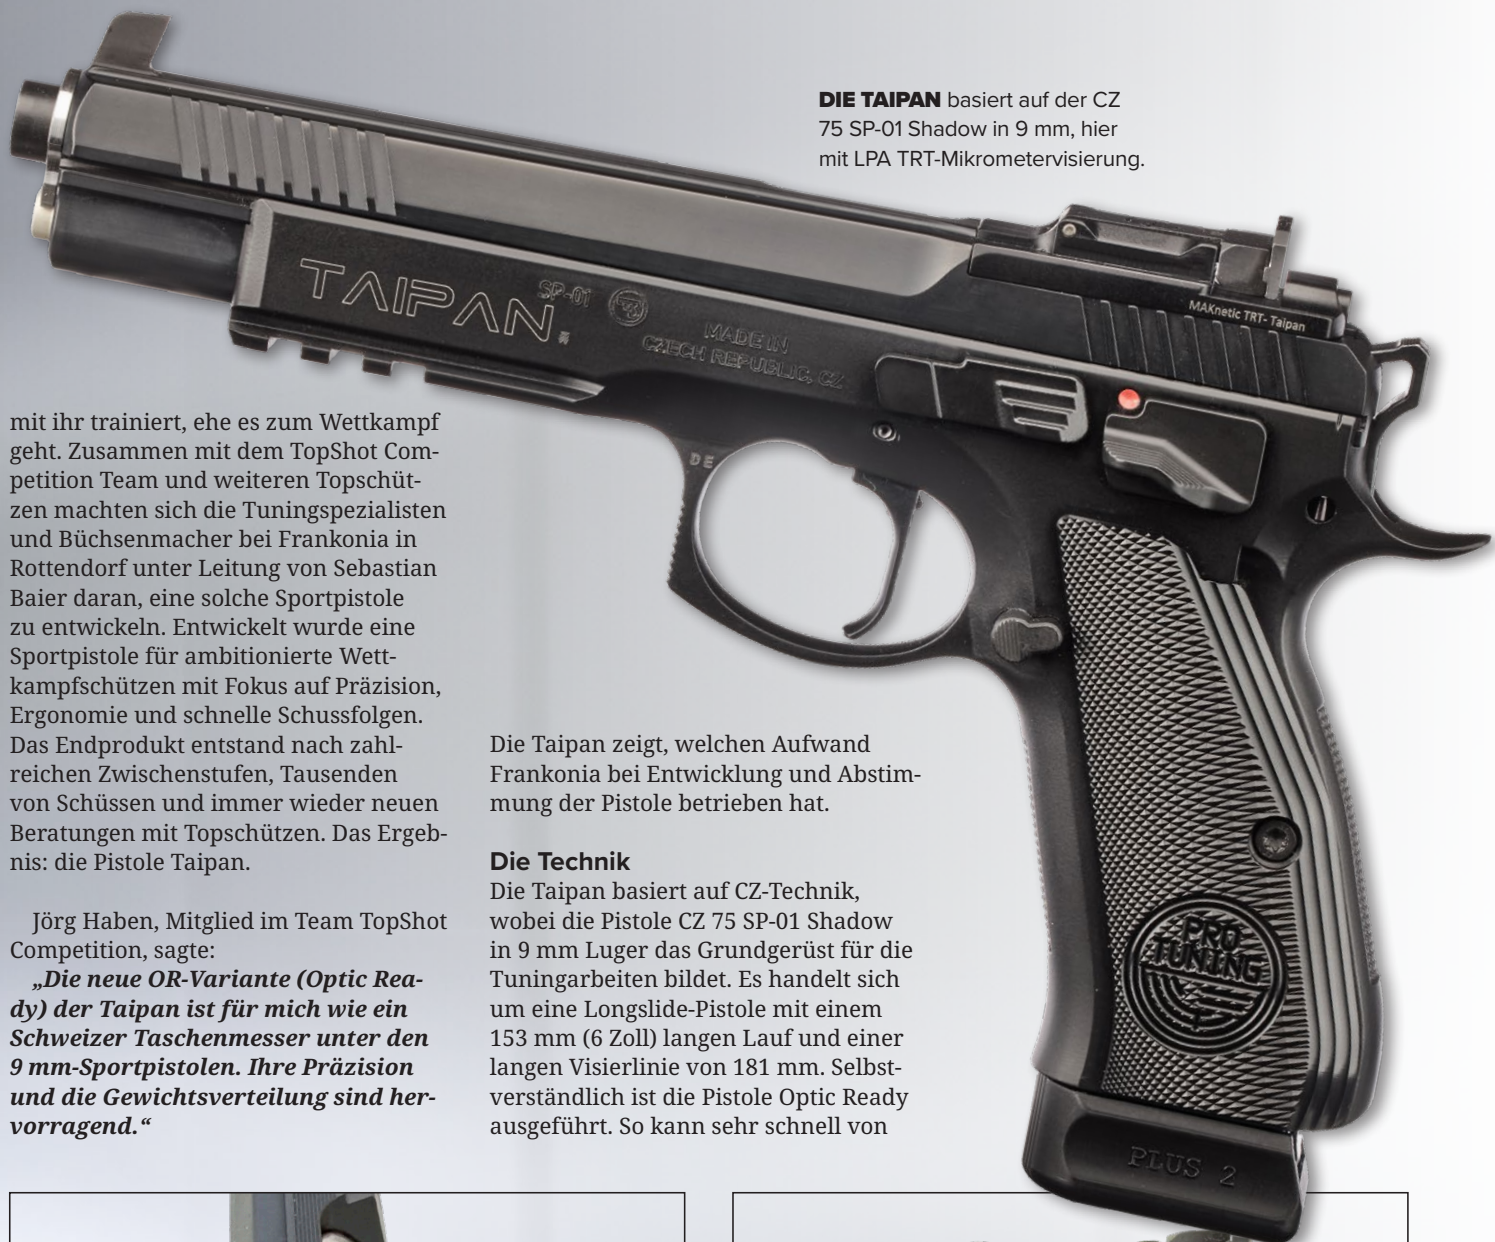 DIE TAIPAN basiert auf der CZ
75 SP-01 Shadow in 9 mm, hier
mit LPA TRT-Mikrometervisierung.
MAKnetic TRT- Taipan
TAIPAN
SP-01
MADE IN
CZECH REPUBLIC, CZ
DE
PRO
TUNING
PLUS 2
mit ihr trainiert, ehe es zum Wettkampf
geht. Zusammen mit dem TopShot Com-
petition Team und weiteren Topschüt-
zen machten sich die Tuningspezialisten
und Büchsenmacher bei Frankonia in
Rottendorf unter Leitung von Sebastian
Baier daran, eine solche Sportpistole
zu entwickeln. Entwickelt wurde eine
Sportpistole für ambitionierte Wett-
kampfschützen mit Fokus auf Präzision,
Ergonomie und schnelle Schussfolgen.
Das Endprodukt entstand nach zahl-
reichen Zwischenstufen, Tausenden
von Schüssen und immer wieder neuen
Beratungen mit Topschützen. Das Ergeb-
nis: die Pistole Taipan.
Jörg Haben, Mitglied im Team TopShot
Competition, sagte:
„Die neue OR-Variante (Optic Rea-
dy) der Taipan ist für mich wie ein
Schweizer Taschenmesser unter den
9 mm-Sportpistolen. Ihre Präzision
und die Gewichtsverteilung sind her-
vorragend.“
Die Taipan zeigt, welchen Aufwand
Frankonia bei Entwicklung und Abstim-
mung der Pistole betrieben hat.
Die Technik
Die Taipan basiert auf CZ-Technik,
wobei die Pistole CZ 75 SP-01 Shadow
in 9 mm Luger das Grundgerüst für die
Tuningarbeiten bildet. Es handelt sich
um eine Longslide-Pistole mit einem
153 mm (6 Zoll) langen Lauf und einer
langen Visierlinie von 181 mm. Selbst-
verständlich ist die Pistole Optic Ready
ausgeführt. So kann sehr schnell von